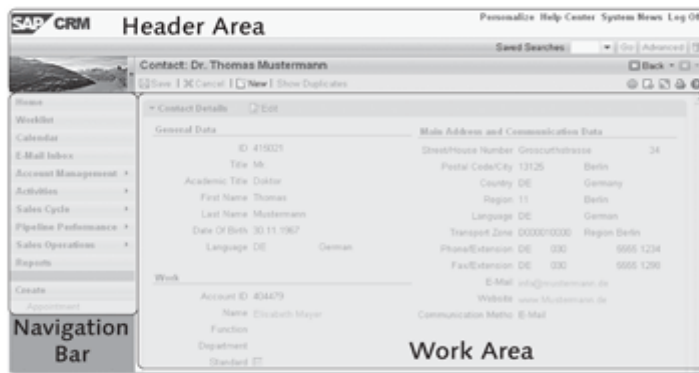 SAP CRM Header Area
Personalize Help Center System News Log Of
Saved Searches: Go Advanced
Contact: Dr. Thomas Mustermann Back
Save | Cancel | New | Show Duplicates
Home
Worklist
Calendar
E-Mail Inbox
Account Management
Activities
Sales Cycle
Pipeline Performance
Sales Operations
Reports
Create
Appointment
Navigation
Bar
Contact Details Edit
General Data
ID 415021
Title Mr.
Academic Title Doktor
First Name Thomas
Last Name Mustermann
Date Of Birth 30.11.1967
Language DE German
Work
Account ID 404479
Name Elisabeth Meyer
Function
Department
Standard
Main Address and Communication Data
Street/House Number 34
Postal Code/City 13125 Berlin
Country DE Germany
Region 11 Berlin
Language DE German
Transport Zone D000010000 Region Berlin
Phone/Extension DE 030 5555 1234
Fax/Extension DE 030 5555 1290
E-Mail info@mustermann.de
Website www.Mustermann.de
Communication Metho E-Mail
Work Area